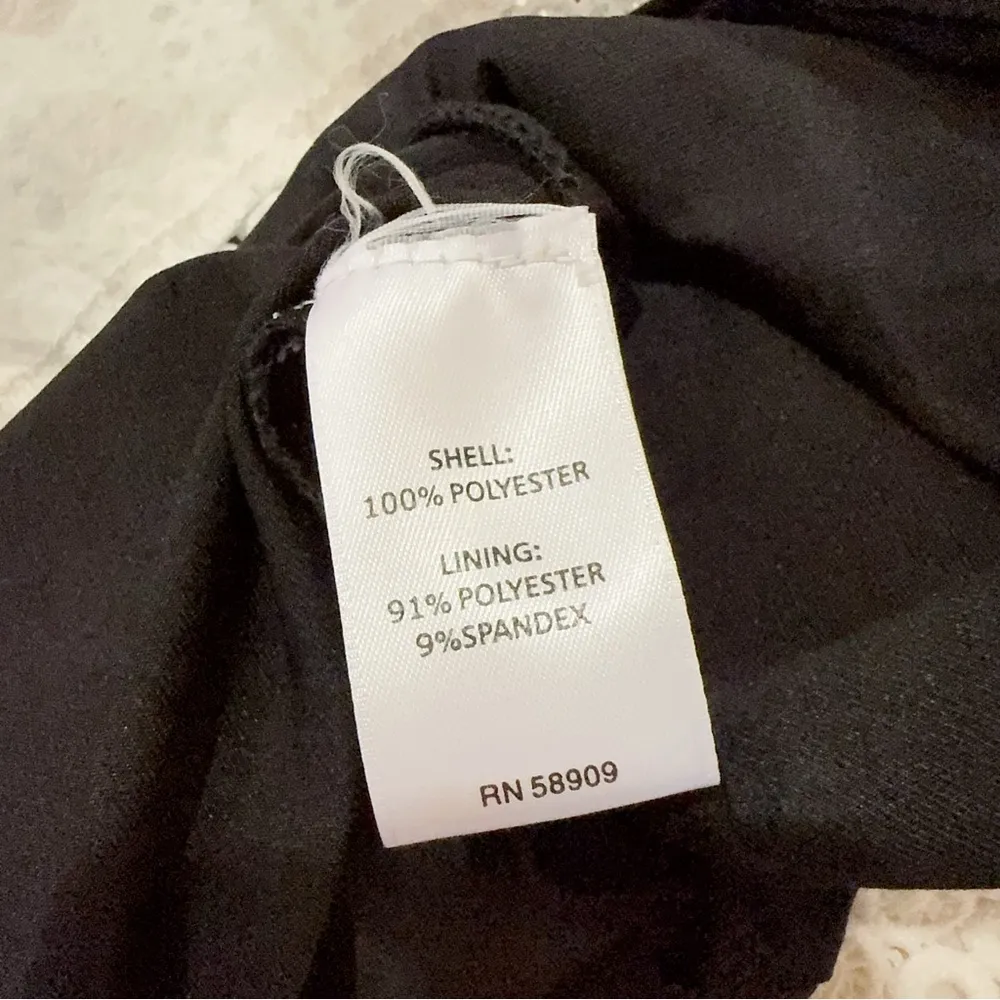 SHELL:
100% POLYESTER
LINING:
91% POLYESTER
9%SPANDEX
RN 58909